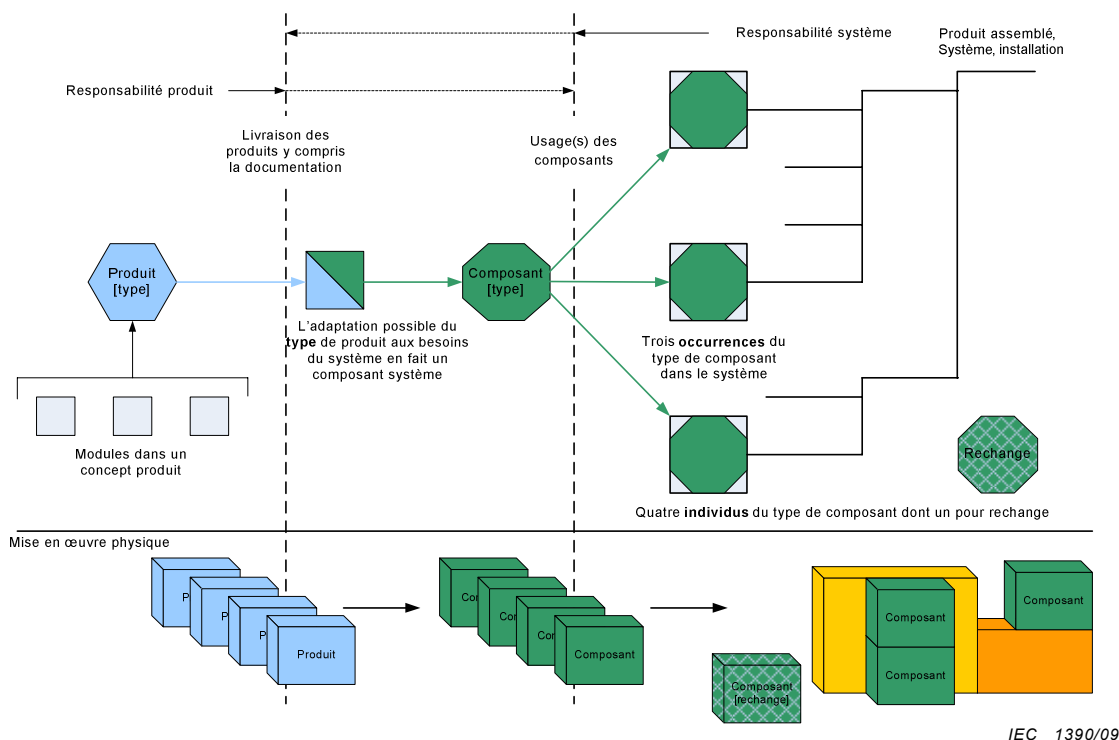 Responsabilité système
Produit assemblé,
Système, installation
Responsabilité produit
Livraison des
produits y compris
la documentation
Usage(s) des
composants
Produit
[type]
Composant
[type]
L'adaptation possible du
type de produit aux besoins
du système en fait un
composant système
Trois occurrences du
type de composant
dans le système
Modules dans un
concept produit
Rechange
Quatre individus du type de composant dont un pour rechange
Mise en œuvre physique
P
P
P
Produit
Co
Co
Co
Composant
Composant
[rechange]
Composant
Composant
Composant
IEC 1390/09